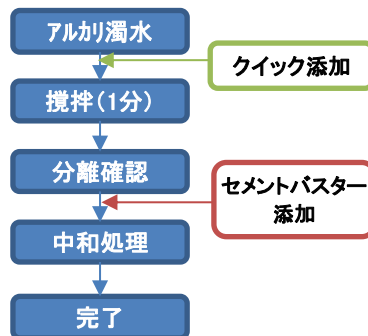 アルカリ濁水
クイック添加
攪拌(1分)
分離確認
セメントバスター
添加
中和処理
完了